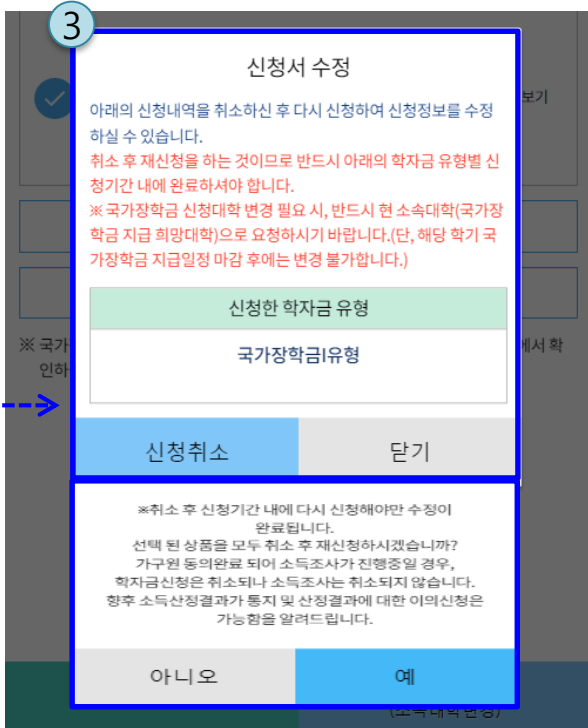 3
신청서 수정
보기
아래의 신청내역을 취소하신 후 다시 신청하여 신청정보를 수정
하실 수 있습니다.
취소 후 재신청을 하는 것이므로 반드시 아래의 학자금 유형별 신
청기간 내에 완료하셔야 합니다.
※ 국가장학금 신청대학 변경 필요 시, 반드시 현 소속대학(국가장
학금 지급 희망대학)으로 요청하시기 바랍니다.(단, 해당 학기 국
가장학금 지급일정 마감 후에는 변경 불가합니다.)
신청한 학자금 유형
※ 국가
에서 확
국가장학금I유형
인하
신청취소
닫기
※취소 후 신청기간 내에 다시 신청해야만 수정이
완료됩니다.
선택 된 상품을 모두 취소 후 재신청하시겠습니까?
가구원 동의완료 되어 소득조사가 진행중일 경우,
학자금신청은 취소되나 소득조사는 취소되지 않습니다.
향후 소득산정결과가 통지 및 산정결과에 대한 이의신청은
가능함을 알려드립니다.
아니오
예
(소속대학변경)